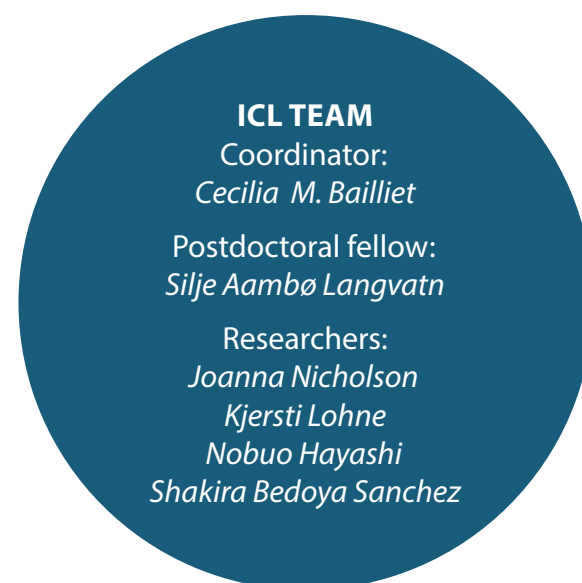 ICL TEAM
Coordinator:
Cecilia M. Bailliet
Postdoctoral fellow:
Silje Aambø Langvatn
Researchers:
Joanna Nicholson
Kjersti Lohne
Nobuo Hayashi
Shakira Bedoya Sanchez